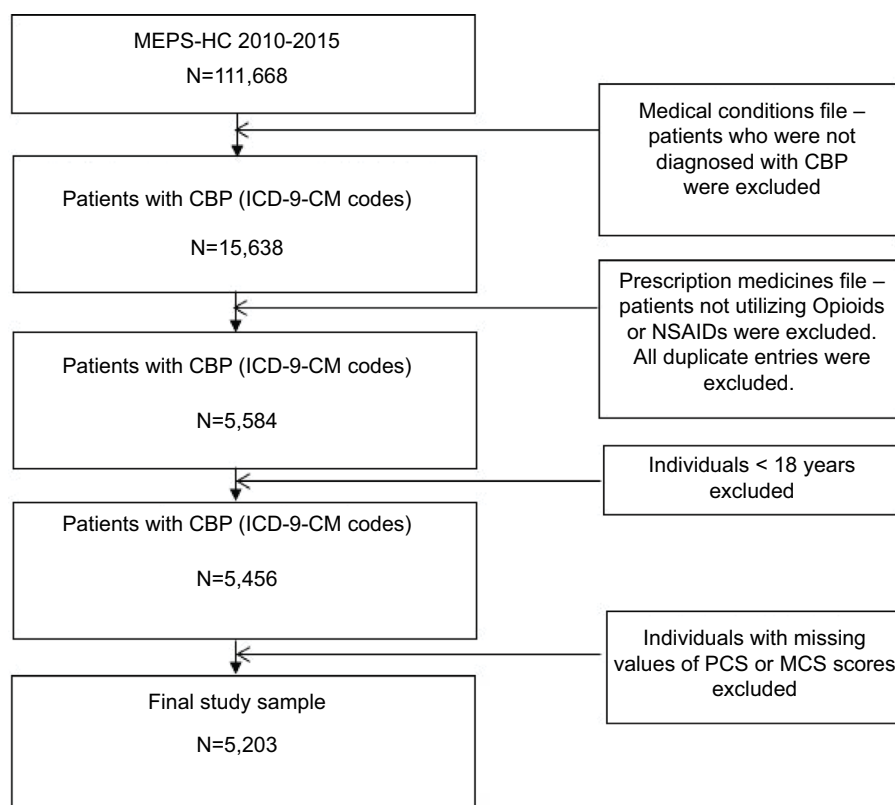 MEPS-HC 2010-2015
N=111,668
Medical conditions file –
patients who were not
diagnosed with CBP
were excluded
Patients with CBP (ICD-9-CM codes)
N=15,638
Prescription medicines file –
patients not utilizing Opioids
or NSAIDs were excluded.
All duplicate entries were
excluded.
Patients with CBP (ICD-9-CM codes)
N=5,584
Individuals < 18 years
excluded
Patients with CBP (ICD-9-CM codes)
N=5,456
Individuals with missing
values of PCS or MCS scores
excluded
Final study sample
N=5,203